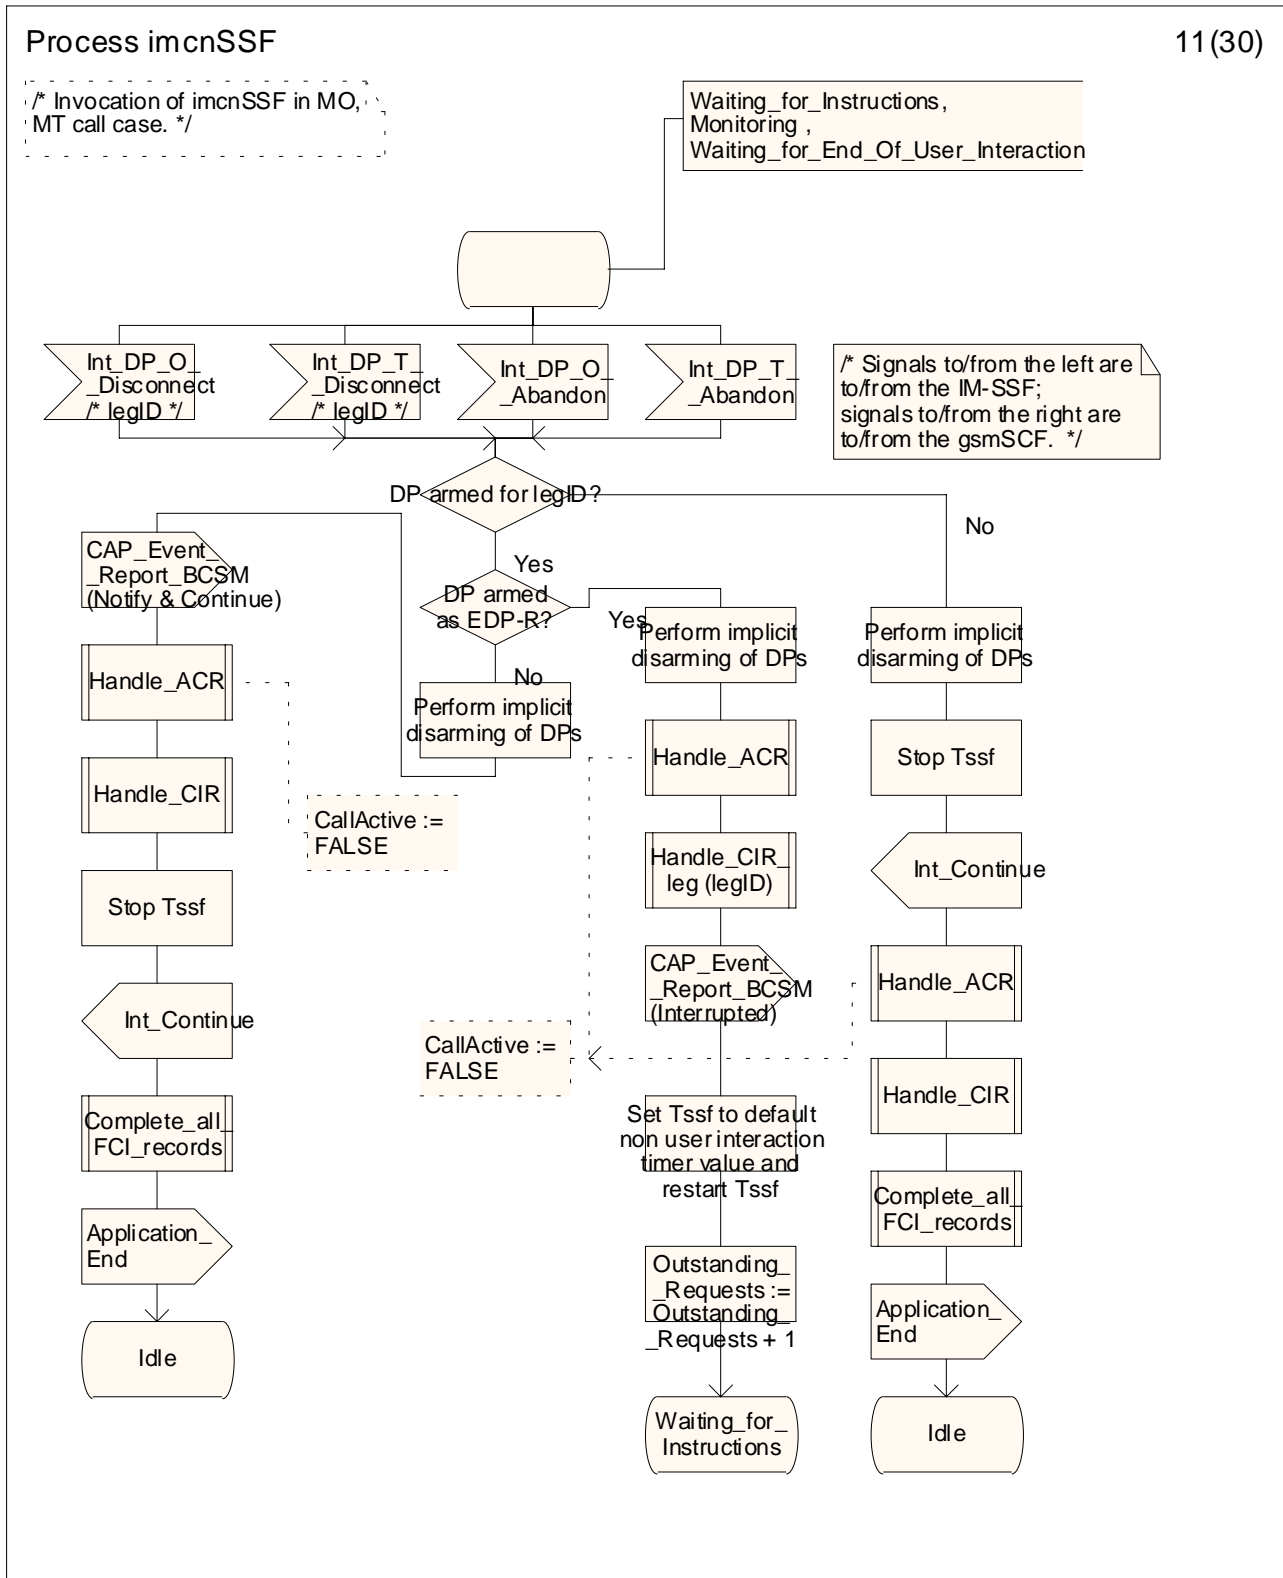 Process imcnSSF
11(30)
/* Invocation of imcnSSF in MO,
MT call case. */
Waiting_for_Instructions,
Monitoring ,
Waiting_for_End_Of_User_Interaction
Int_DP_O_
_Disconnect
/* legID */
Int_DP_T_
_Disconnect
/* legID */
Int_DP_O_
_Abandon
Int_DP_T_
_Abandon
/* Signals to/from the left are
to/from the IM-SSF;
signals to/from the right are
to/from the gsmSCF. */
DP armed for legID?
No
Yes
CAP_Event_
_Report_BCSM
(Notify & Continue)
DP armed
as EDP-R?
Yes
No
Perform implicit
disarming of DPs
Perform implicit
disarming of DPs
Perform implicit
disarming of DPs
Handle_ACR
Handle_CIR
CallActive :=
FALSE
Stop Tssf
Int_Continue
Complete_all_
FCI_records
Application_
End
Idle
Handle_ACR
Handle_CIR_
leg (legID)
CAP_Event_
_Report_BCSM
(Interrupted)
CallActive :=
FALSE
Set Tssf to default
non user interaction
timer value and
restart Tssf
Outstanding_
_Requests :=
Outstanding_
_Requests + 1
Waiting_for_
Instructions
Stop Tssf
Int_Continue
Handle_ACR
Handle_CIR
Complete_all_
FCI_records
Application_
End
Idle